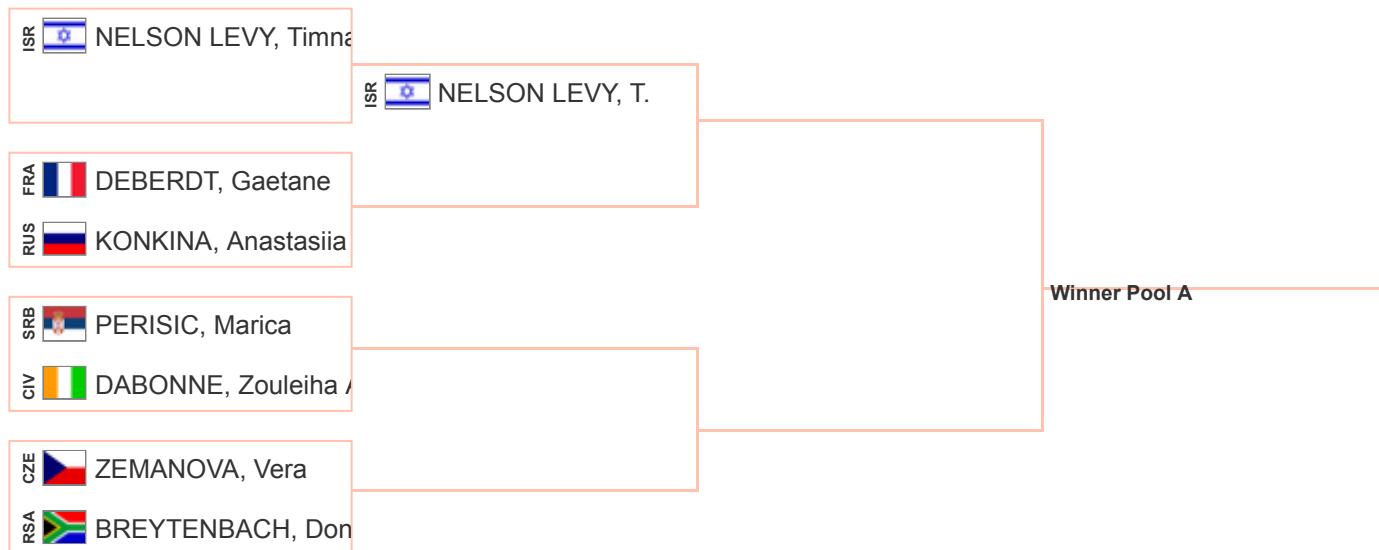 ISR NELSON LEVY, Timna
ISR NELSON LEVY, T.
FRA DEBERDT, Gaetane
RUS KONKINA, Anastasiia
Winner Pool A
SRB PERISIC, Marica
CIV DABONNE, Zouleiha
CZE ZEMANOVA, Vera
RSA BREYTENBACH, Don